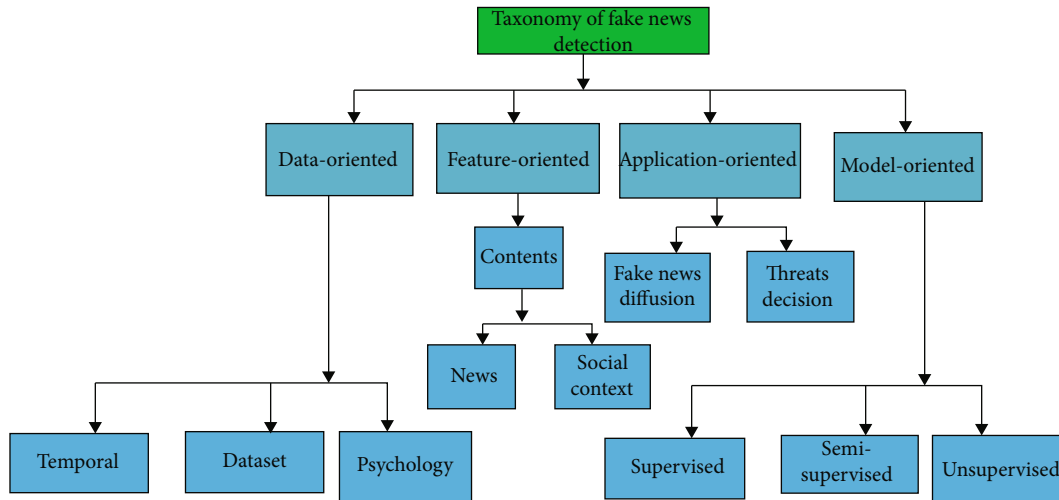 Taxonomy of fake news
detection
Data-oriented
Feature-oriented
Application-oriented
Model-oriented
Contents
Fake news
diffusion
Threats
decision
News
Social
context
Temporal
Dataset
Psychology
Supervised
Semi-
supervised
Unsupervised